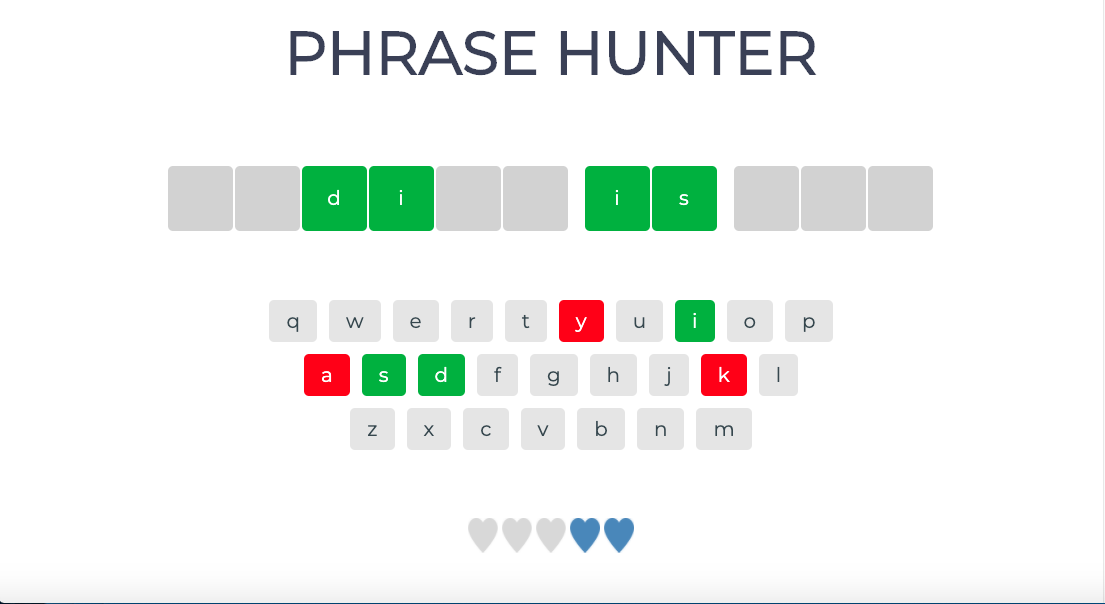 PHRASE HUNTER
d i i s
q w e r t y u i o p
a s d f g h j k l
z x c v b n m